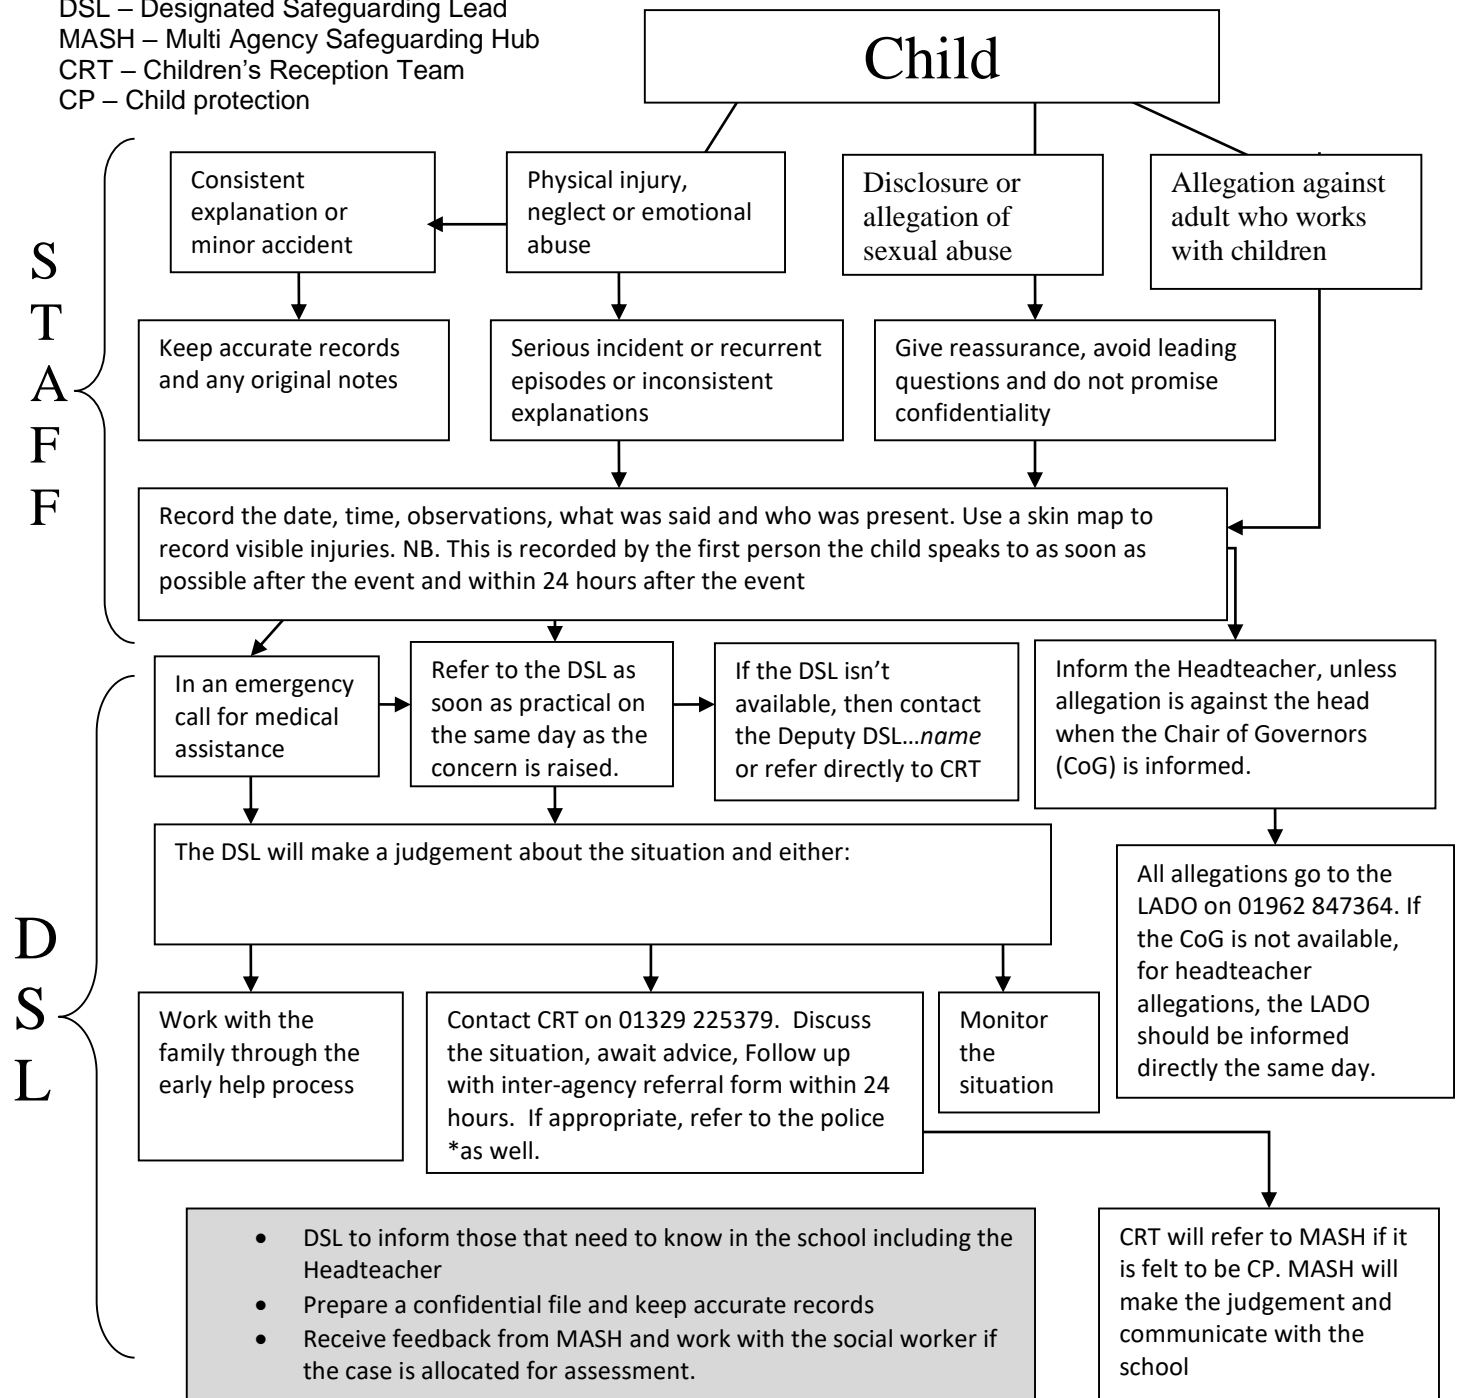 DSL – Designated Safeguarding Lead
MASH – Multi Agency Safeguarding Hub
CRT – Children's Reception Team
CP – Child protection
Child
S
T
A
F
F
Consistent
explanation or
minor accident
Physical injury,
neglect or emotional
abuse
Disclosure or
allegation of
sexual abuse
Allegation against
adult who works
with children
Keep accurate records
and any original notes
Serious incident or recurrent
episodes or inconsistent
explanations
Give reassurance, avoid leading
questions and do not promise
confidentiality
Record the date, time, observations, what was said and who was present. Use a skin map to
record visible injuries. NB. This is recorded by the first person the child speaks to as soon as
possible after the event and within 24 hours after the event
D
S
L
In an emergency
call for medical
assistance
Refer to the DSL as
soon as practical on
the same day as the
concern is raised.
If the DSL isn't
available, then contact
the Deputy DSL…name
or refer directly to CRT
Inform the Headteacher, unless
allegation is against the head
when the Chair of Governors
(CoG) is informed.
The DSL will make a judgement about the situation and either:
All allegations go to the
LADO on 01962 847364. If
the CoG is not available,
for headteacher
allegations, the LADO
should be informed
directly the same day.
Work with the
family through the
early help process
Contact CRT on 01329 225379.  Discuss
the situation, await advice, Follow up
with inter-agency referral form within 24
hours.  If appropriate, refer to the police
*as well.
Monitor
the
situation
• DSL to inform those that need to know in the school including the
Headteacher
• Prepare a confidential file and keep accurate records
• Receive feedback from MASH and work with the social worker if
the case is allocated for assessment.
CRT will refer to MASH if it
is felt to be CP. MASH will
make the judgement and
communicate with the
school